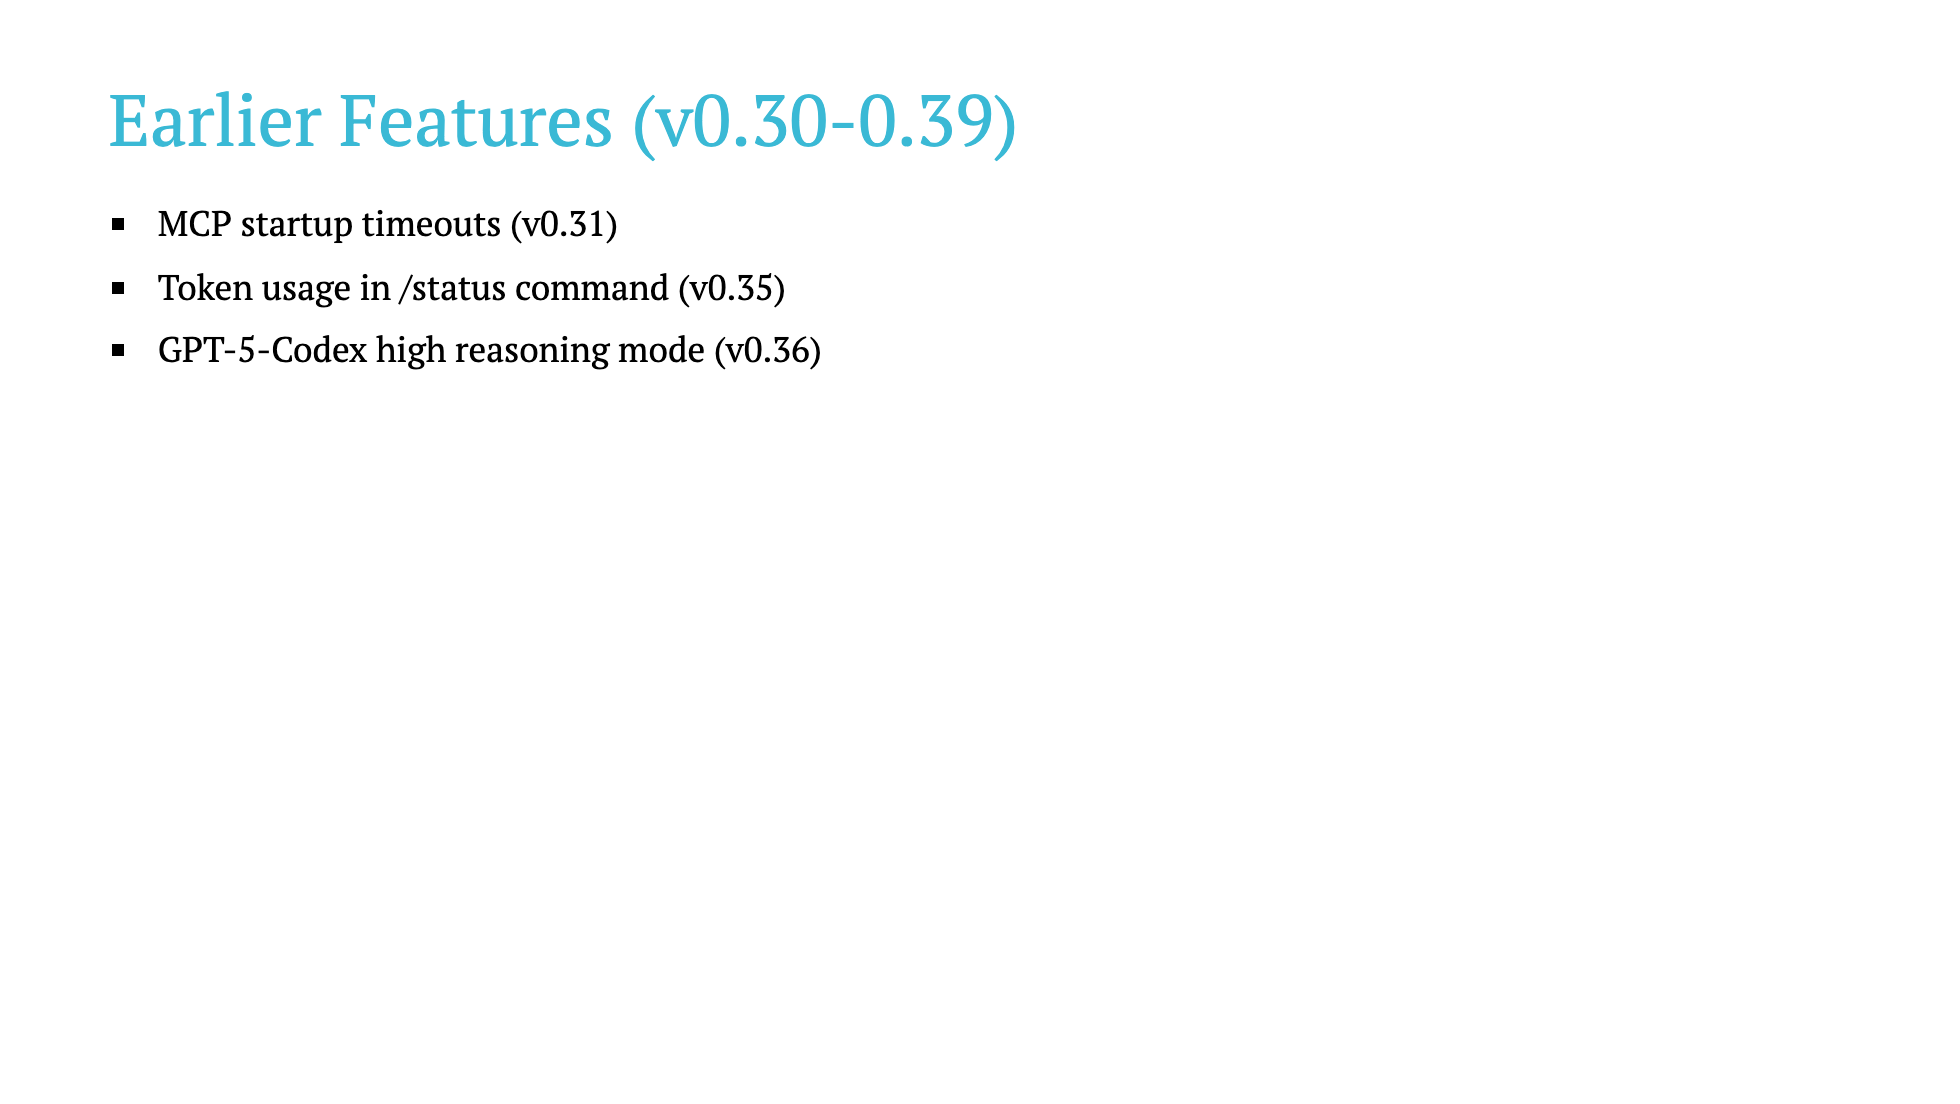 Earlier Features (v0.30-0.39)
▪ MCP startup timeouts (v0.31)
▪ Token usage in /status command (v0.35)
▪ GPT-5-Codex high reasoning mode (v0.36)